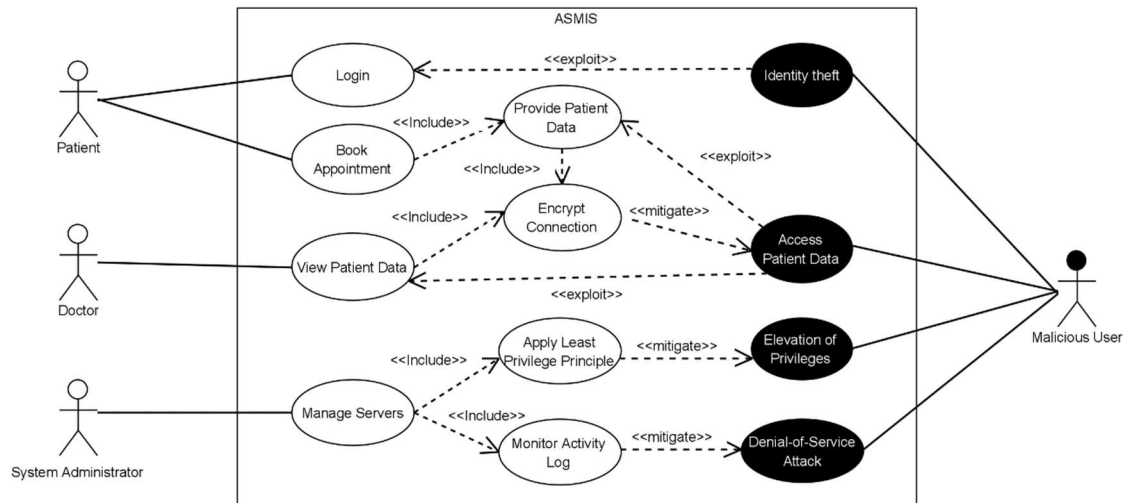 ASMIS
<<exploit>>
Login
Identity theft
Patient
<<Include>>
Provide Patient
Data
Book
Appointment
<<exploit>>
<<Include>>
<<Include>>
Encrypt
Connection
<<mitigate>>
View Patient Data
Access
Patient Data
Doctor
<<exploit>>
Malicious User
Apply Least
Privilege Principle
<<mitigate>>
Elevation of
Privileges
<<Include>>
Manage Servers
<<Include>>
Monitor Activity
Log
<<mitigate>>
Denial-of-Service
Attack
System Administrator